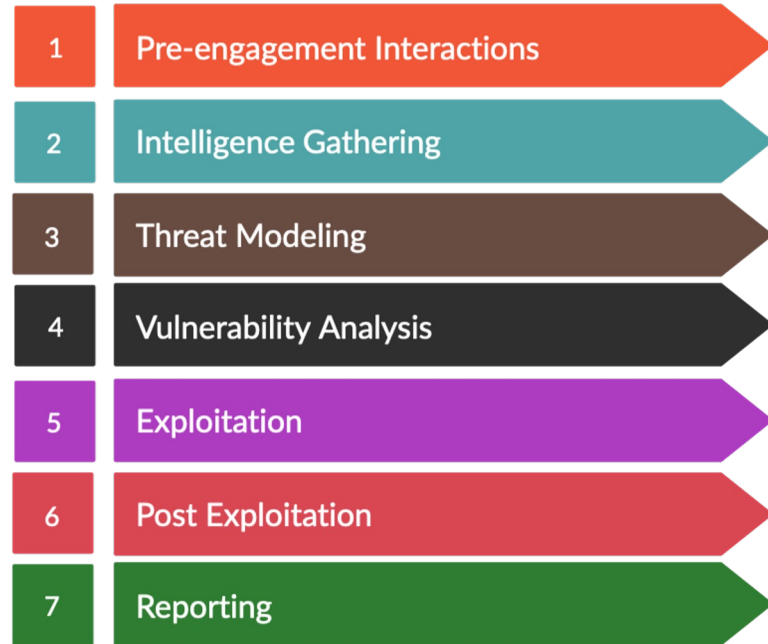 1
Pre-engagement Interactions
2
Intelligence Gathering
3
Threat Modeling
4
Vulnerability Analysis
5
Exploitation
6
Post Exploitation
7
Reporting